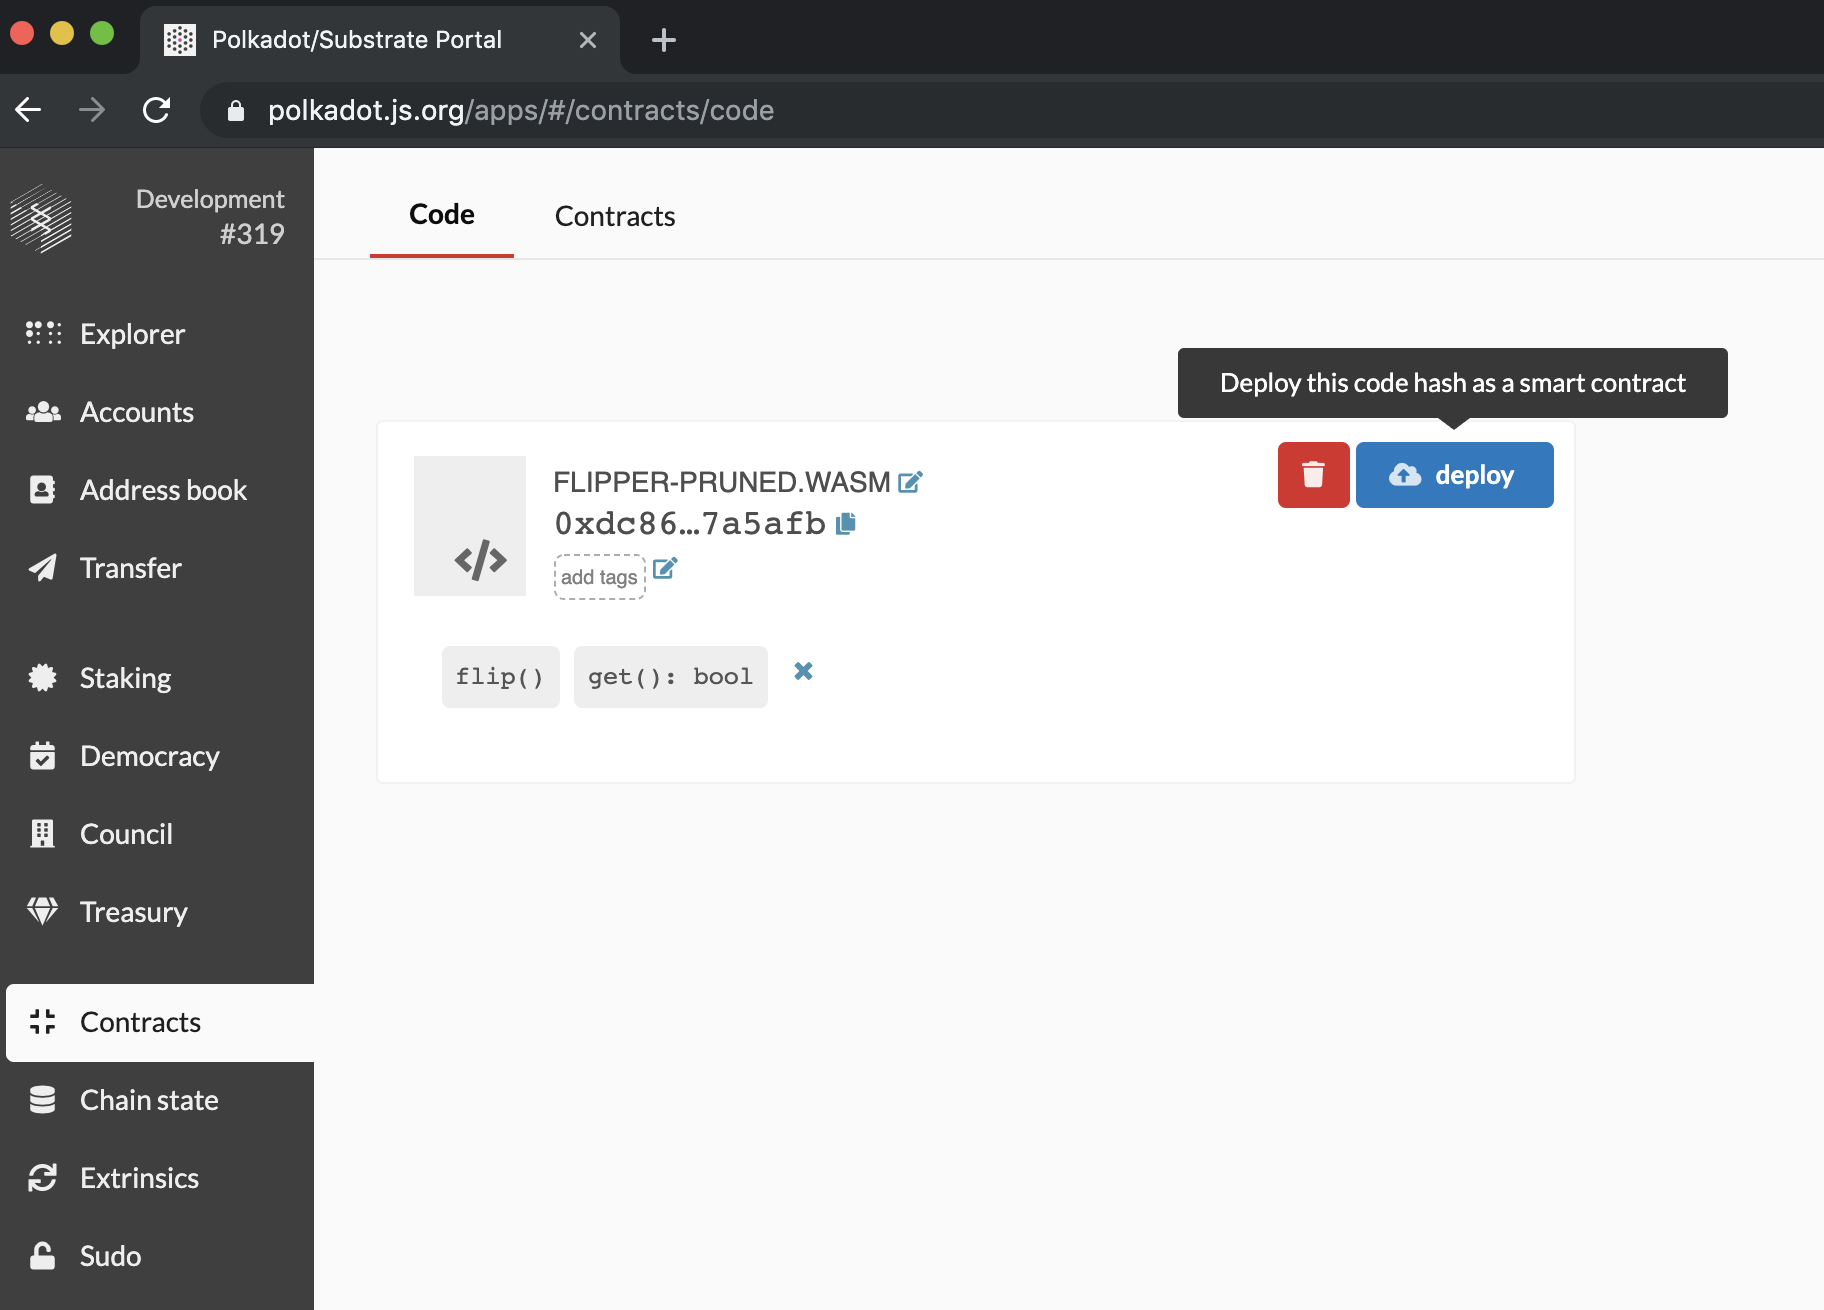 Polkadot/Substrate Portal
polkadot.js.org/apps/#/contracts/code
Development
#319
Explorer
Accounts
Address book
Transfer
Staking
Democracy
Council
Treasury
Contracts
Chain state
Extrinsics
Sudo
Code
Contracts
Deploy this code hash as a smart contract
FLIPPER-PRUNED.WASM
0xdc86…7a5afb
add tags
deploy
flip()
get(): bool